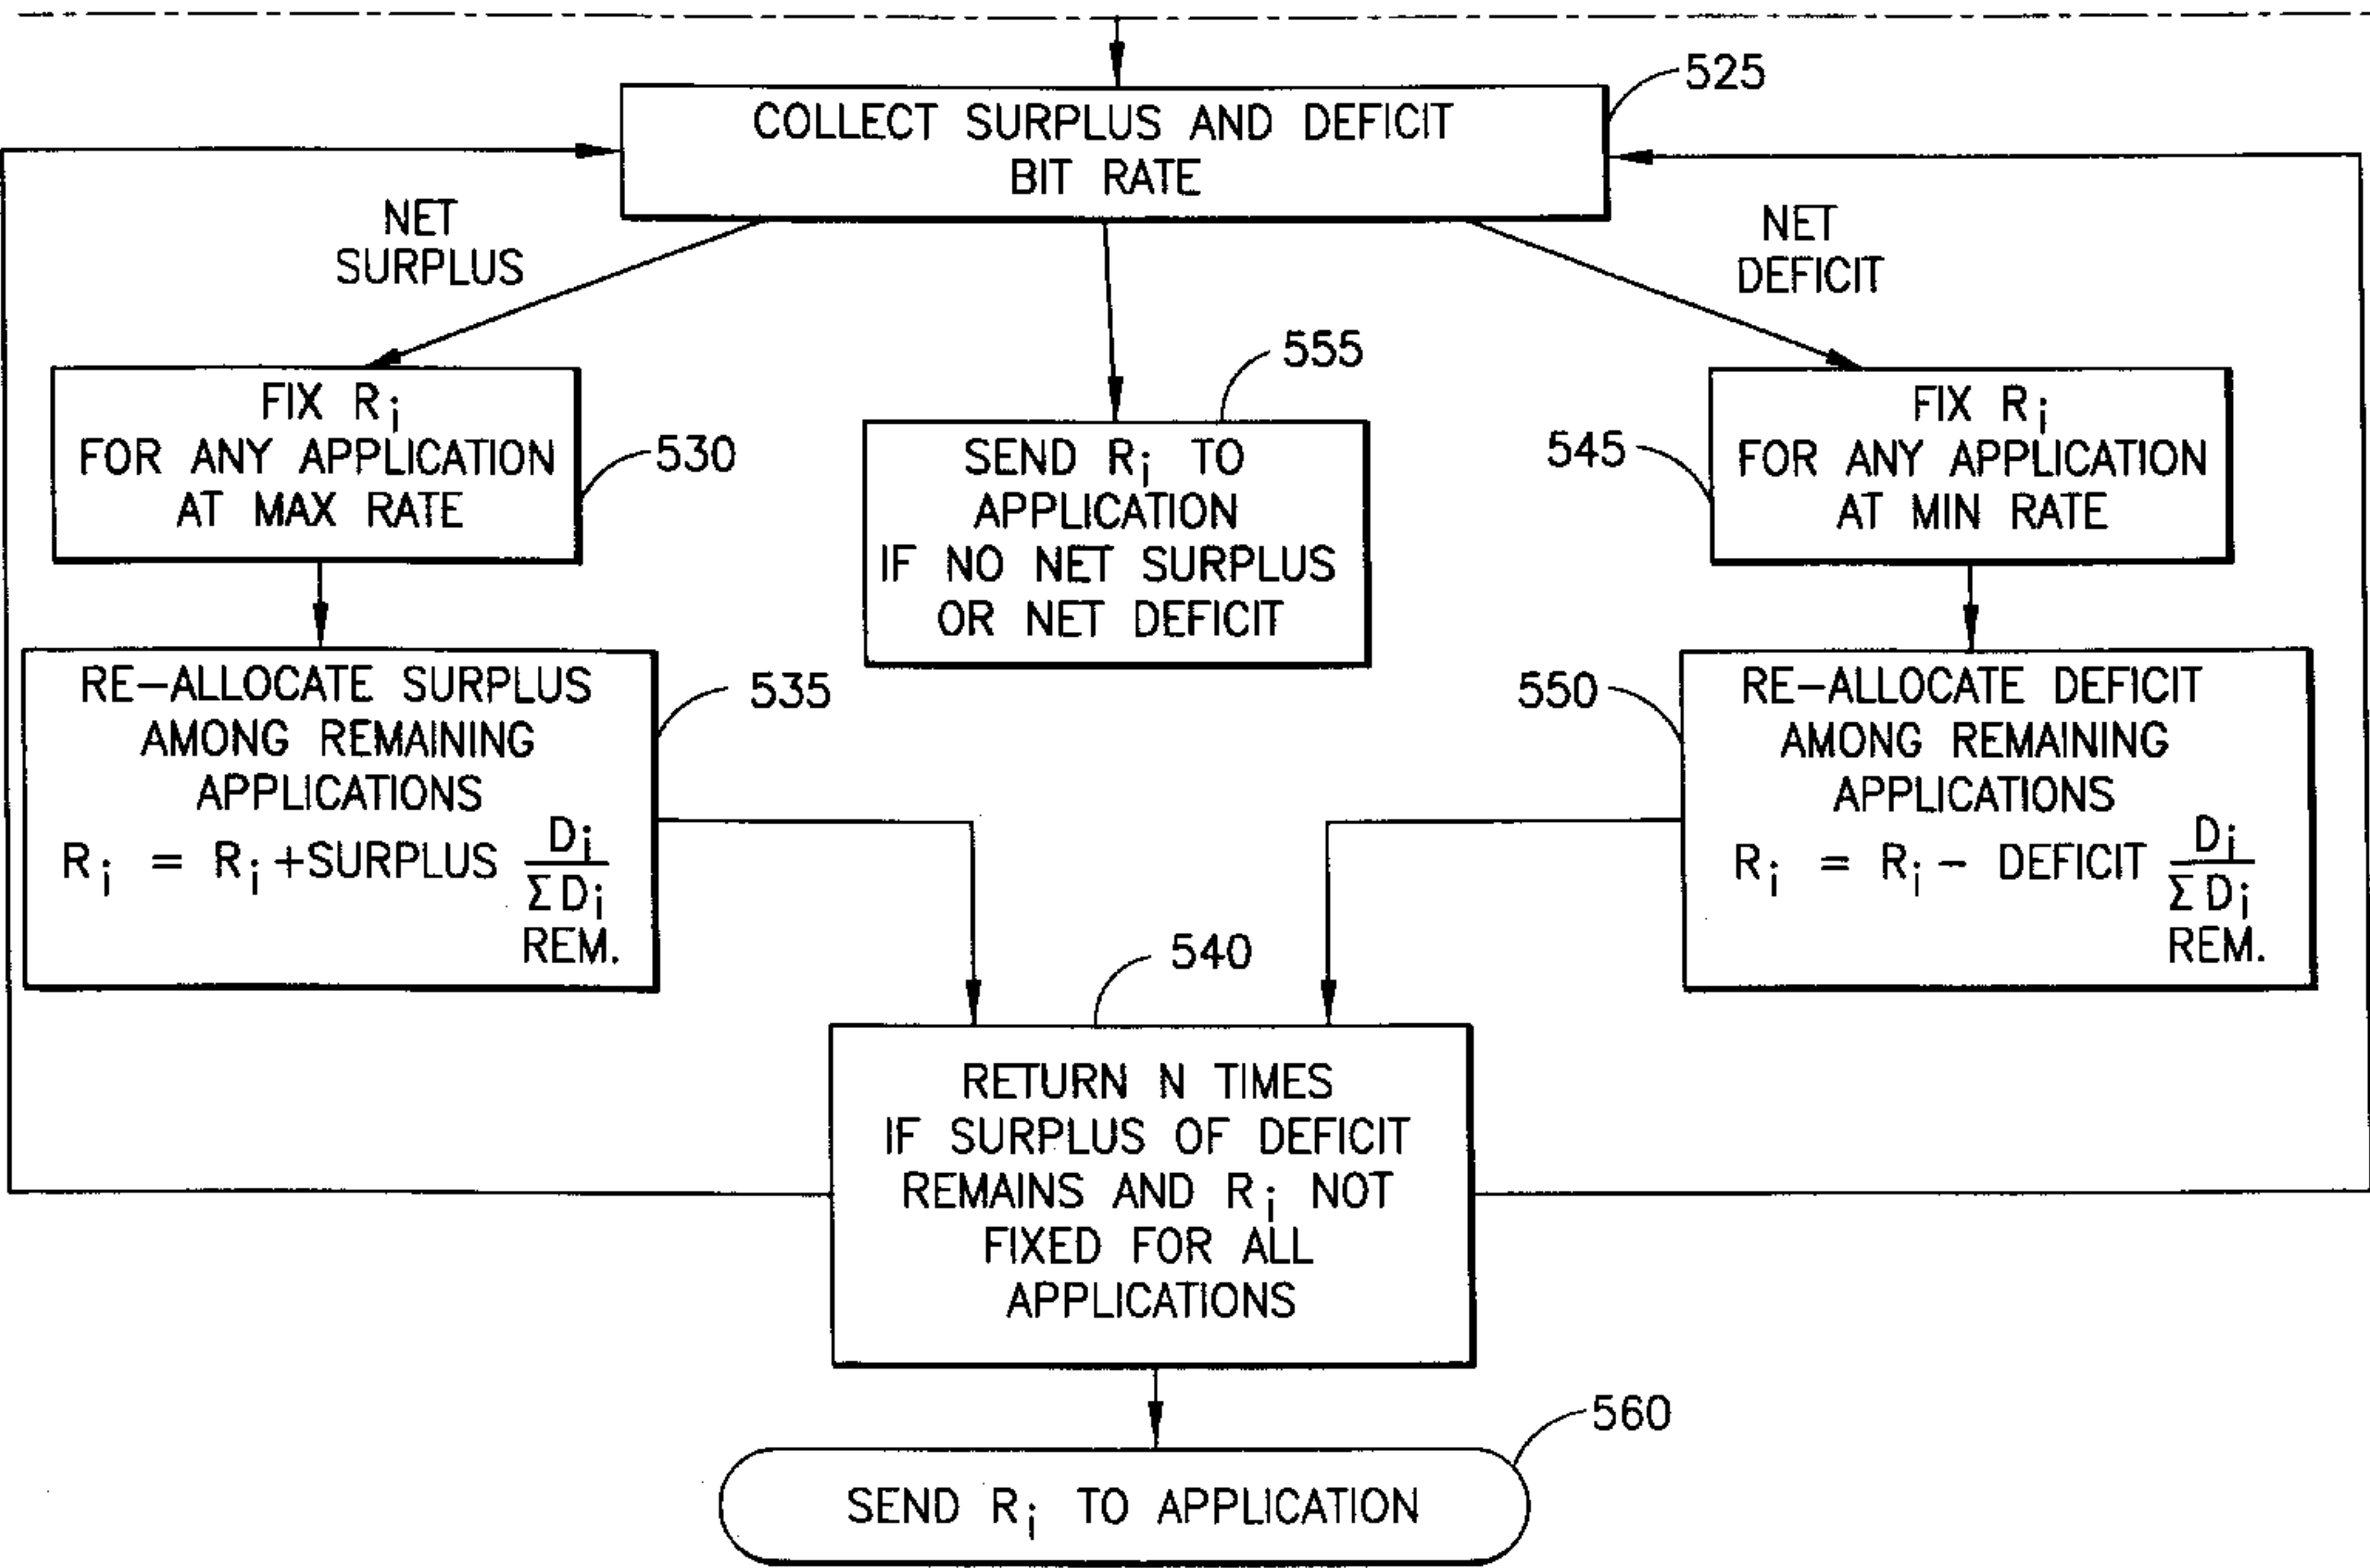 525
COLLECT SURPLUS AND DEFICIT
BIT RATE
NET
SURPLUS
NET
DEFICIT
FIX Ri
FOR ANY APPLICATION
AT MAX RATE
530
555
SEND Ri TO
APPLICATION
IF NO NET SURPLUS
OR NET DEFICIT
545
FIX Ri
FOR ANY APPLICATION
AT MIN RATE
RE-ALLOCATE SURPLUS
AMONG REMAINING
APPLICATIONS
Ri = Ri +SURPLUS Di
Σ Di
REM.
535
550
RE-ALLOCATE DEFICIT
AMONG REMAINING
APPLICATIONS
Ri = Ri - DEFICIT Di
Σ Di
REM.
540
RETURN N TIMES
IF SURPLUS OF DEFICIT
REMAINS AND Ri NOT
FIXED FOR ALL
APPLICATIONS
560
SEND Ri TO APPLICATION